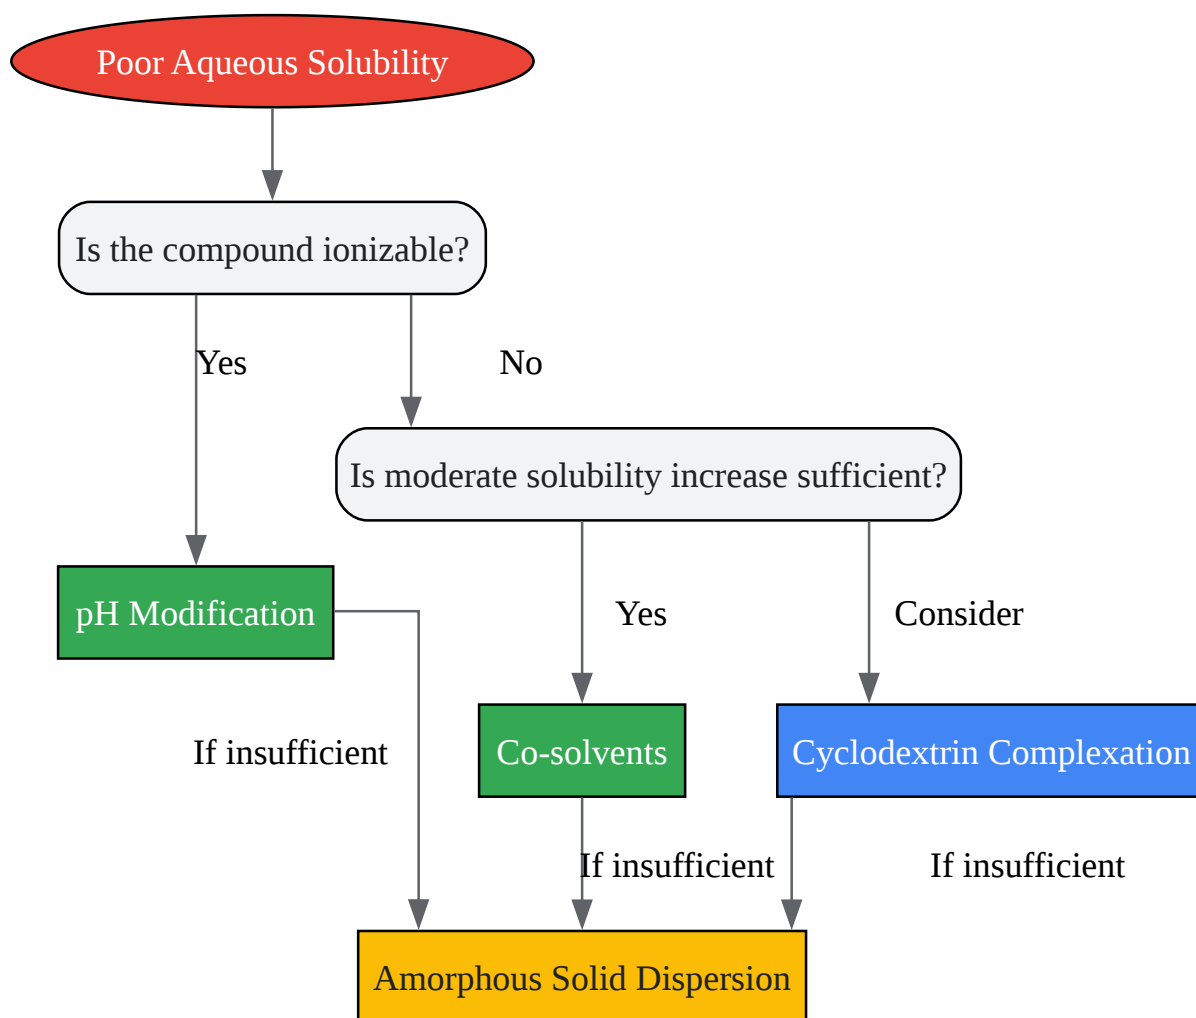 Poor Aqueous Solubility
Is the compound ionizable?
Yes
No
Is moderate solubility increase sufficient?
pH Modification
Yes
Consider
If insufficient
Co-solvents
Cyclodextrin Complexation
If insufficient
If insufficient
Amorphous Solid Dispersion